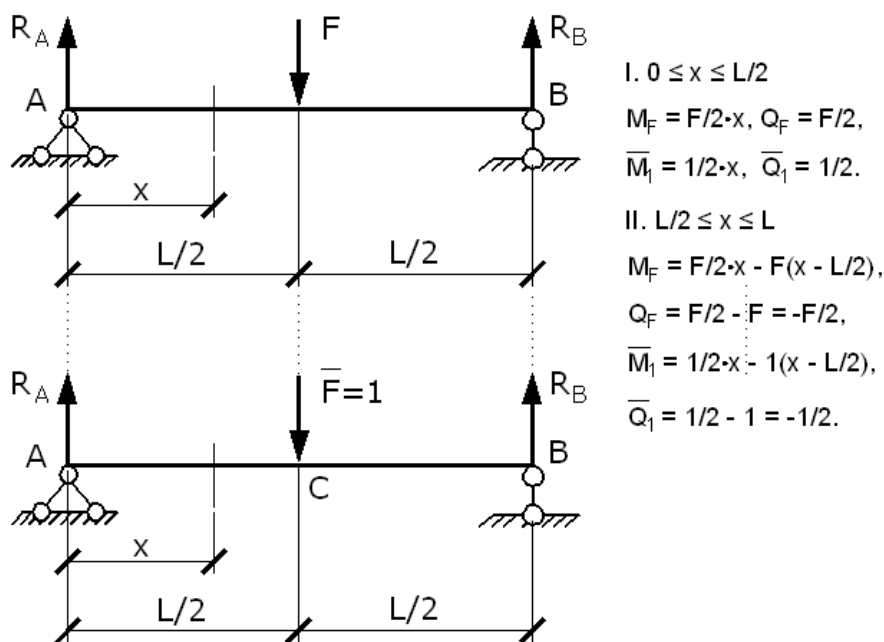 R_A F R_B
A B
x
L/2 L/2
R_A F̅=1 R_B
A B
C
x
L/2 L/2
I. 0 ≤ x ≤ L/2
M_F = F/2·x, Q_F = F/2,
M̅_1 = 1/2·x, Q̅_1 = 1/2.
II. L/2 ≤ x ≤ L
M_F = F/2·x - F(x - L/2),
Q_F = F/2 - F = -F/2,
M̅_1 = 1/2·x - 1(x - L/2),
Q̅_1 = 1/2 - 1 = -1/2.